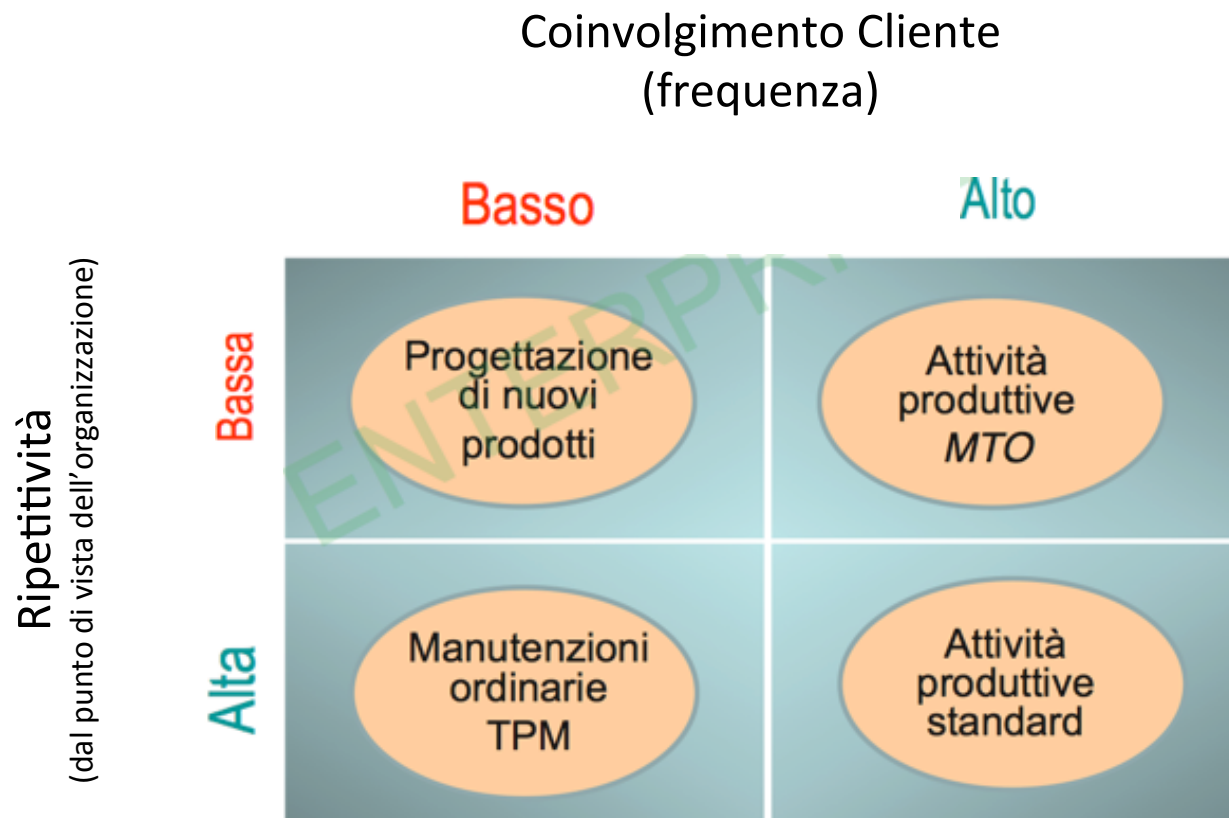 Coinvolgimento Cliente
(frequenza)
Basso
Alto
Ripetitività
(dal punto di vista dell'organizzazione)
Bassa
Progettazione
di nuovi
prodotti
Attività
produttive
MTO
Alta
Manutenzioni
ordinarie
TPM
Attività
produttive
standard